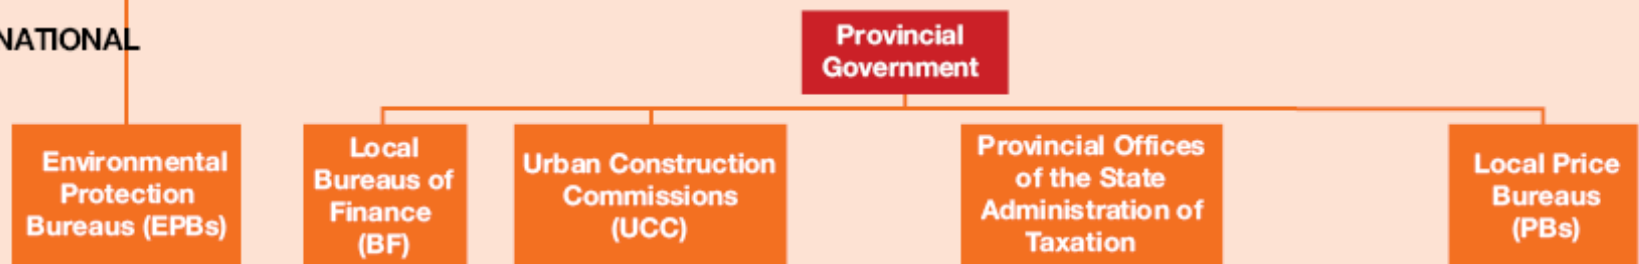 NATIONAL
Provincial
Government
Environmental
Protection
Bureaus (EPBs)
Local
Bureaus of
Finance
(BF)
Urban Construction
Commissions
(UCC)
Provincial Offices
of the State
Administration of
Taxation
Local Price
Bureaus
(PBs)